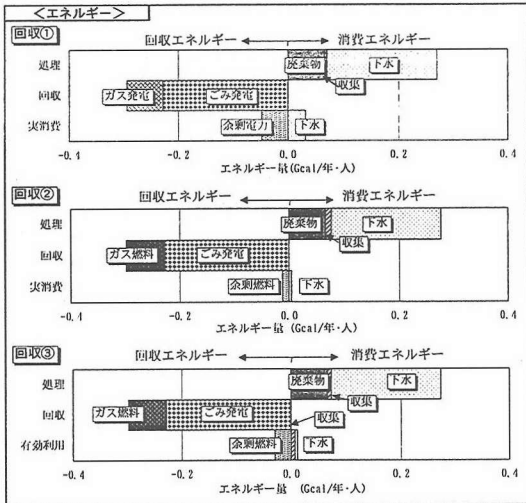 ＜エネルギー＞
回収①
回収エネルギー 消費エネルギー
処理
廃棄物 下水
収集
回収
ガス発電 ごみ発電
実消費
余剰電力 下水
-0.1 -0.2 0.0 0.2 0.4
エネルギー量(Gcal/年・人)
回収②
回収エネルギー 消費エネルギー
処理
廃棄物 下水
収集
回収
ガス燃料 ごみ発電
実消費
余剰燃料 下水
-0.1 -0.2 0.0 0.2 0.4
エネルギー量 (Gcal/年・人)
回収③
回収エネルギー 消費エネルギー
処理
廃棄物 下水
収集
回収
ガス燃料 ごみ発電
収集
有効利用
余剰燃料 下水
-0.4 -0.2 0.0 0.2 0.4
エネルギー量 (Gcal/年・人)